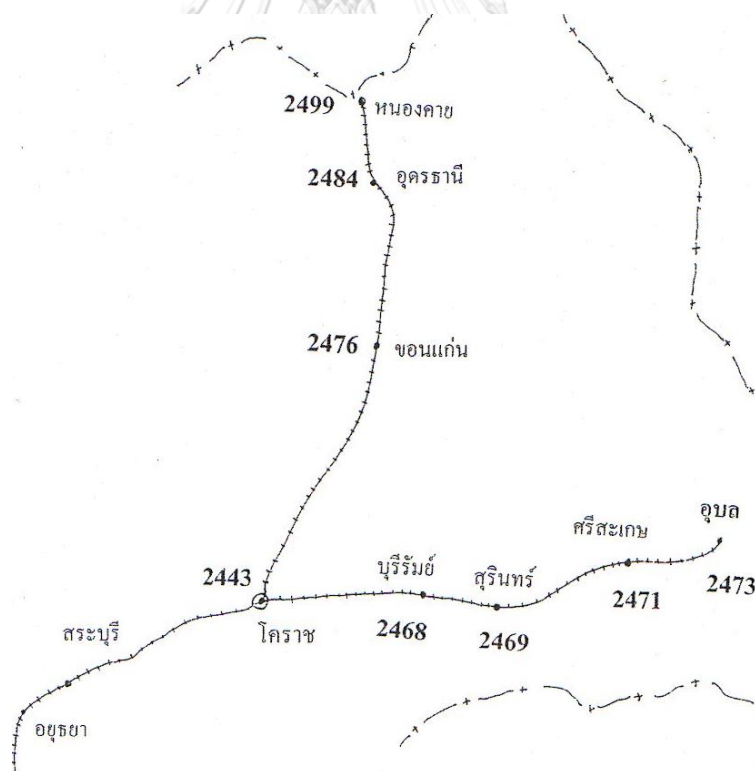 2499 หนองคาย
2484 อุดรธานี
2476 ขอนแก่น
อุบล
ศรีสะเกษ
บุรีรัมย์
สุรินทร์
2443
2471
2473
2468
2469
สระบุรี
โคราช
อยุธยา